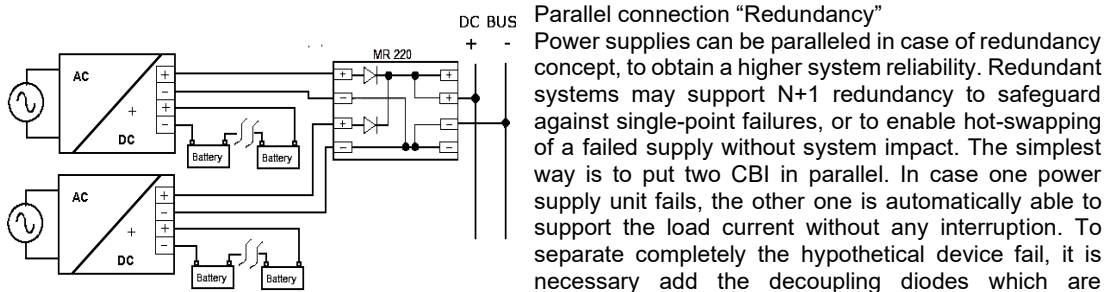 Parallel connection “Redundancy”
Power supplies can be paralleled in case of redundancy
concept, to obtain a higher system reliability. Redundant
systems may support N+1 redundancy to safeguard
against single-point failures, or to enable hot-swapping
of a failed supply without system impact. The simplest
way is to put two CBI in parallel. In case one power
supply unit fails, the other one is automatically able to
support the load current without any interruption. To
separate completely the hypothetical device fail, it is
necessary add the decoupling diodes which are
DC BUS
+ -
MR 220
AC
+
-
+
-
+
DC
Battery
Battery
+
-
+
-
+
+
-
-
AC
+
-
+
-
+
DC
Battery
Battery